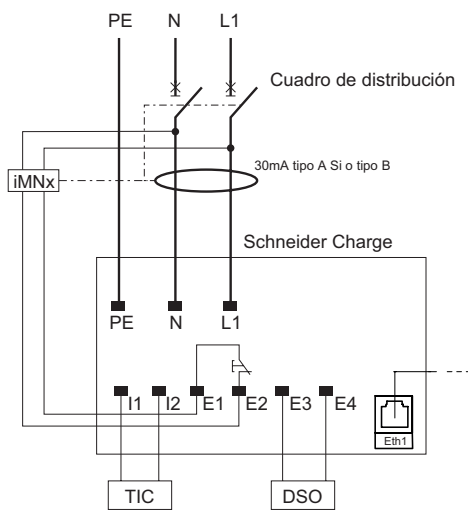 PE N L1
Cuadro de distribución
30mA tipo A Si o tipo B
iMNx
Schneider Charge
PE N L1
I1 I2 E1 E2 E3 E4
Eth1
TIC DSO